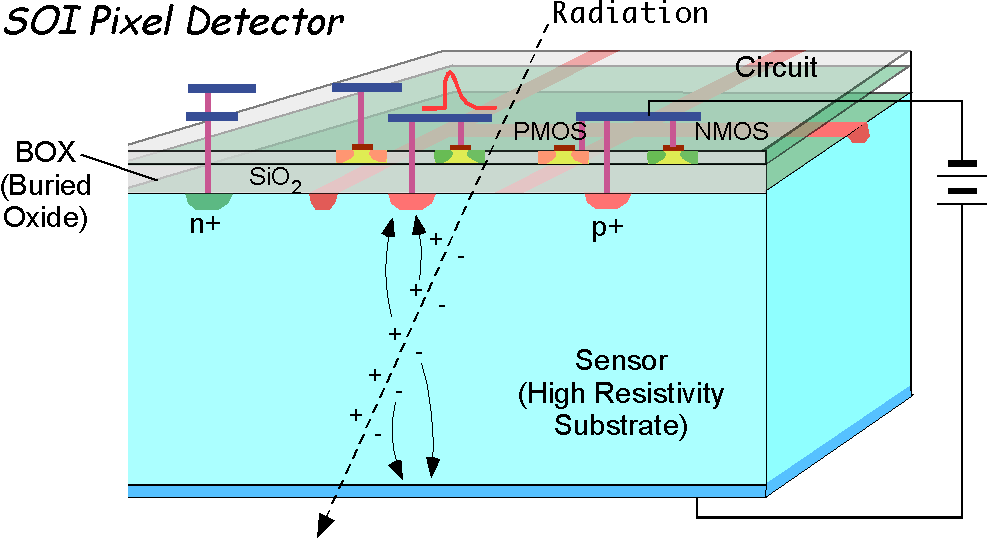 SOI Pixel Detector
Radiation
Circuit
PMOS
NMOS
BOX
(Buried
Oxide)
SiO₂
n+
p+
+
-
+
-
+
-
+
-
+
-
Sensor
(High Resistivity
Substrate)